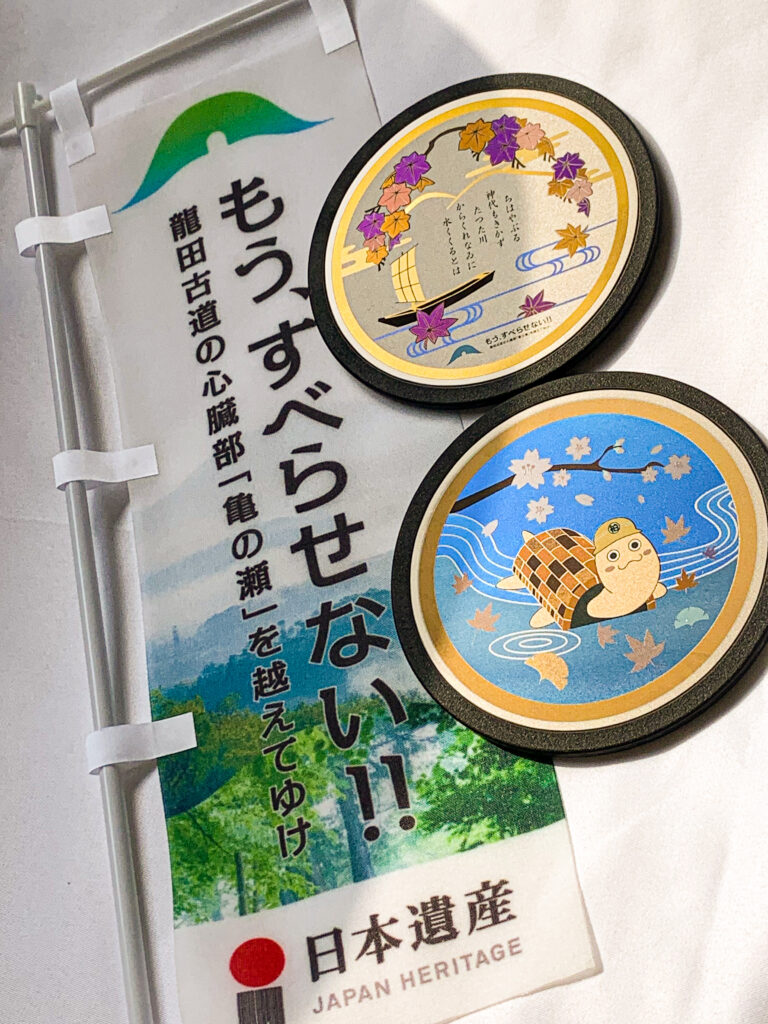 もう、すべらせない!!
龍田古道の心臓部「亀の瀬」を越えてゆけ
日本遺産
JAPAN HERITAGE
ちはやぶる
神代もきかず
たつた川
からくれなゐに
水くくるとは
もう、すべらせない!!